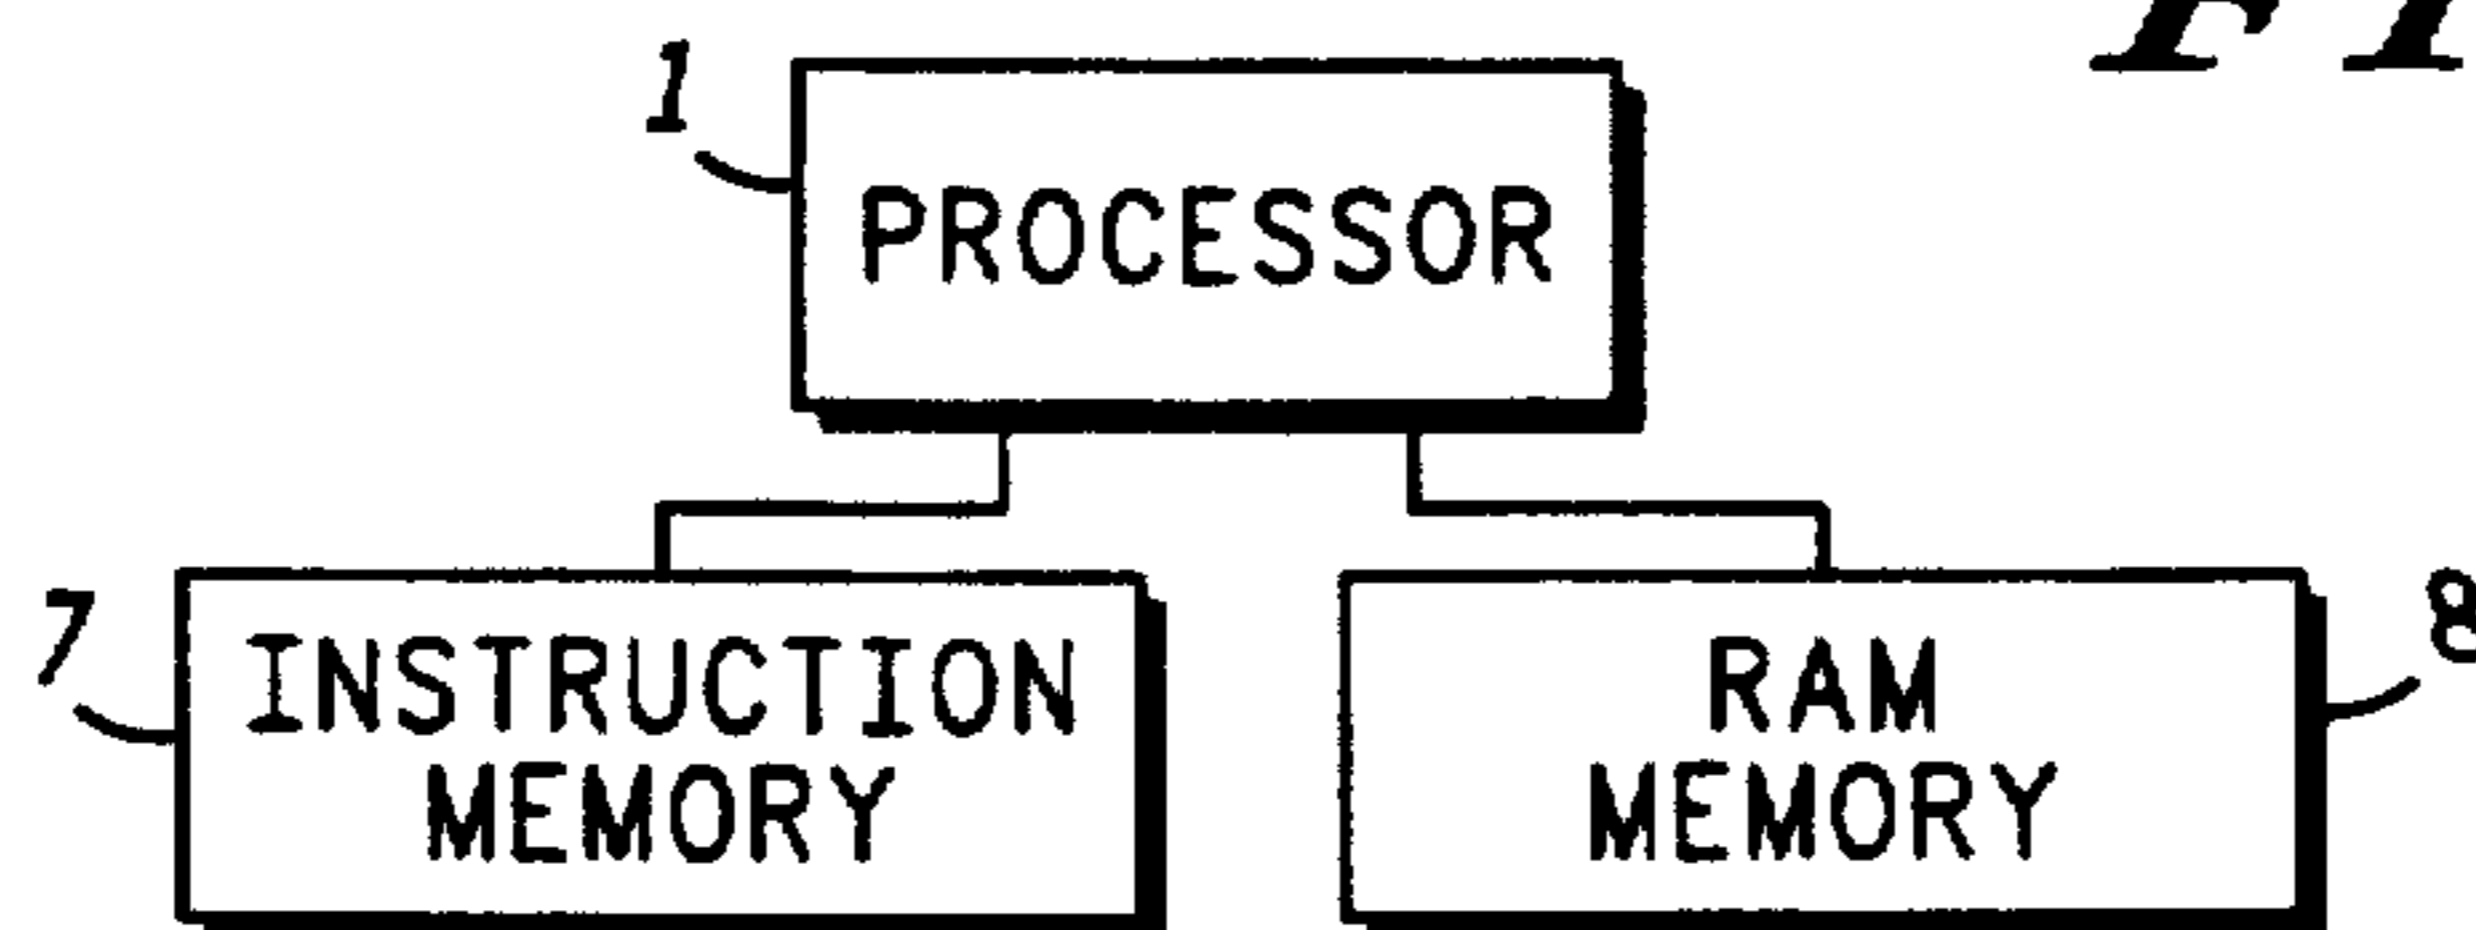 1
PROCESSOR
7
INSTRUCTION
MEMORY
8
RAM
MEMORY